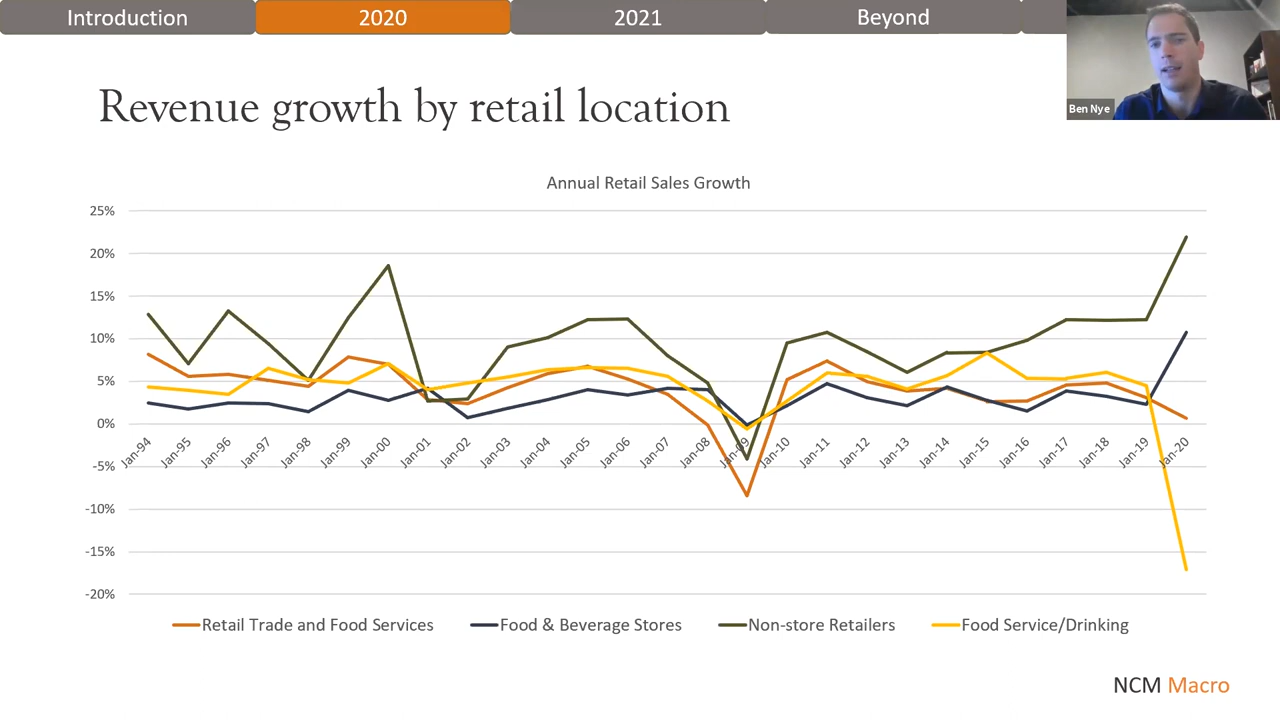 Introduction
2020
2021
Beyond
Ben Nye
Revenue growth by retail location
Annual Retail Sales Growth
25%
20%
15%
10%
5%
0%
-5%
-10%
-15%
-20%
Jan-94
Jan-95
Jan-96
Jan-97
Jan-98
Jan-99
Jan-00
Jan-01
Jan-02
Jan-03
Jan-04
Jan-05
Jan-06
Jan-07
Jan-08
Jan-09
Jan-10
Jan-11
Jan-12
Jan-13
Jan-14
Jan-15
Jan-16
Jan-17
Jan-18
Jan-19
Jan-20
Retail Trade and Food Services
Food & Beverage Stores
Non-store Retailers
Food Service/Drinking
NCM Macro